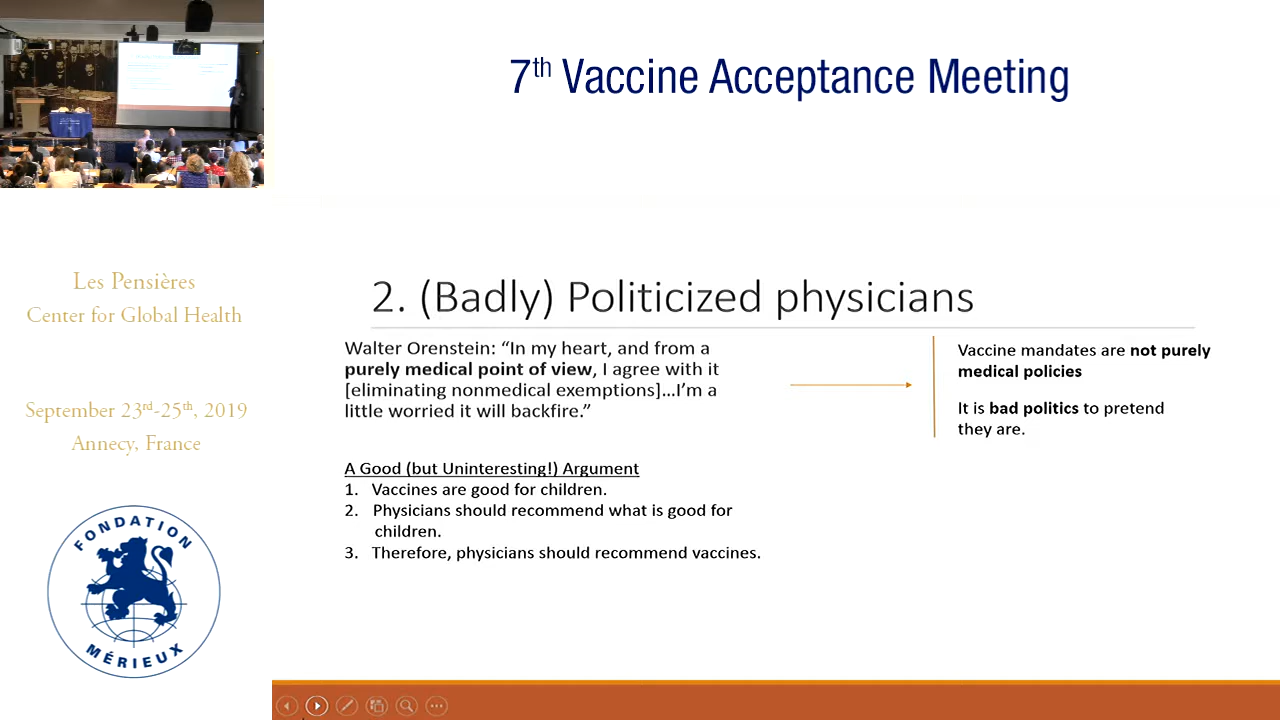 7th Vaccine Acceptance Meeting
Les Pensières
Center for Global Health
September 23rd-25th, 2019
Annecy, France
FONDATION
MÉRIEUX
2. (Badly) Politicized physicians
Walter Orenstein: “In my heart, and from a
purely medical point of view, I agree with it
[eliminating nonmedical exemptions]…I’m a
little worried it will backfire.”
A Good (but Uninteresting!) Argument
1. Vaccines are good for children.
2. Physicians should recommend what is good for
children.
3. Therefore, physicians should recommend vaccines.
Vaccine mandates are not purely
medical policies
It is bad politics to pretend
they are.